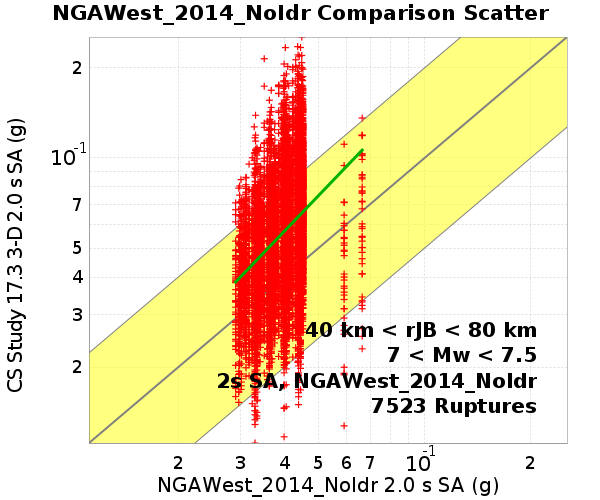 NGAWest_2014_NoIdr Comparison Scatter
CS Study 17.3 3-D 2.0 s SA (g)
2
10⁻¹
7
5
4
3
2
40 km < rJB < 80 km
7 < Mw < 7.5
2s SA, NGAWest_2014_NoIdr
7523 Ruptures
2 3 4 5 6 7 10⁻¹ 2
NGAWest_2014_NoIdr 2.0 s SA (g)